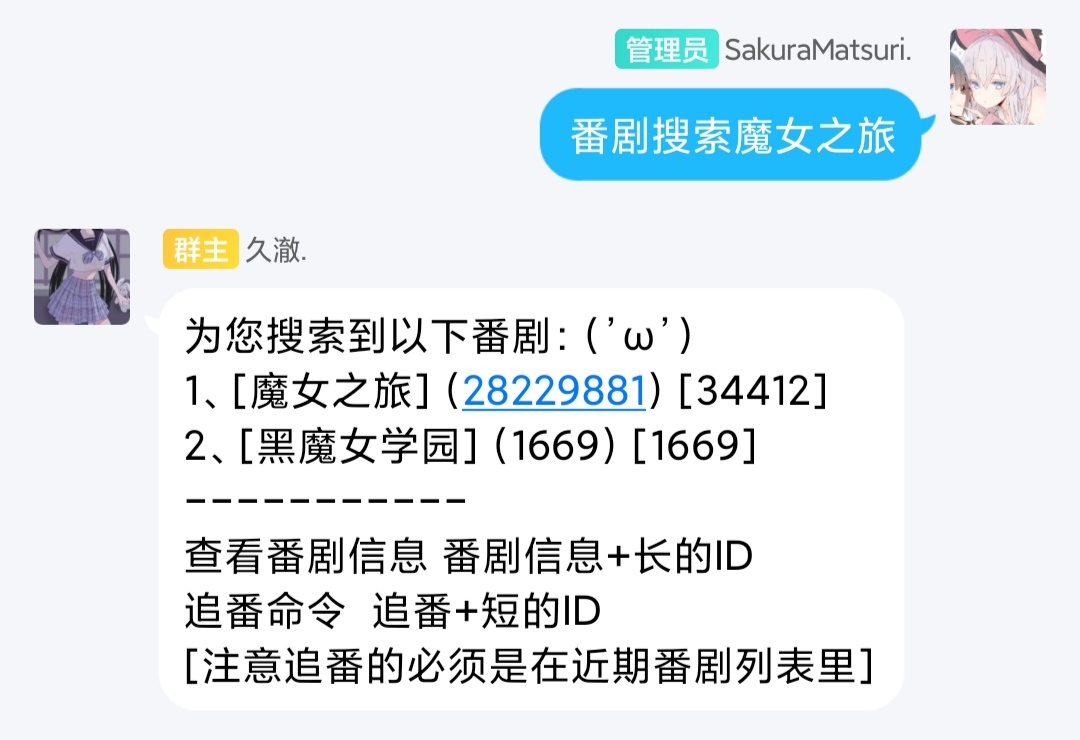 管理员 SakuraMatsuri.
番剧搜索魔女之旅
群主 久澈.
为您搜索到以下番剧：(’ω’)
1、[魔女之旅] (28229881) [34412]
2、[黑魔女学园] (1669) [1669]
-----------
查看番剧信息 番剧信息+长的ID
追番命令 追番+短的ID
[注意追番的必须是在近期番剧列表里]